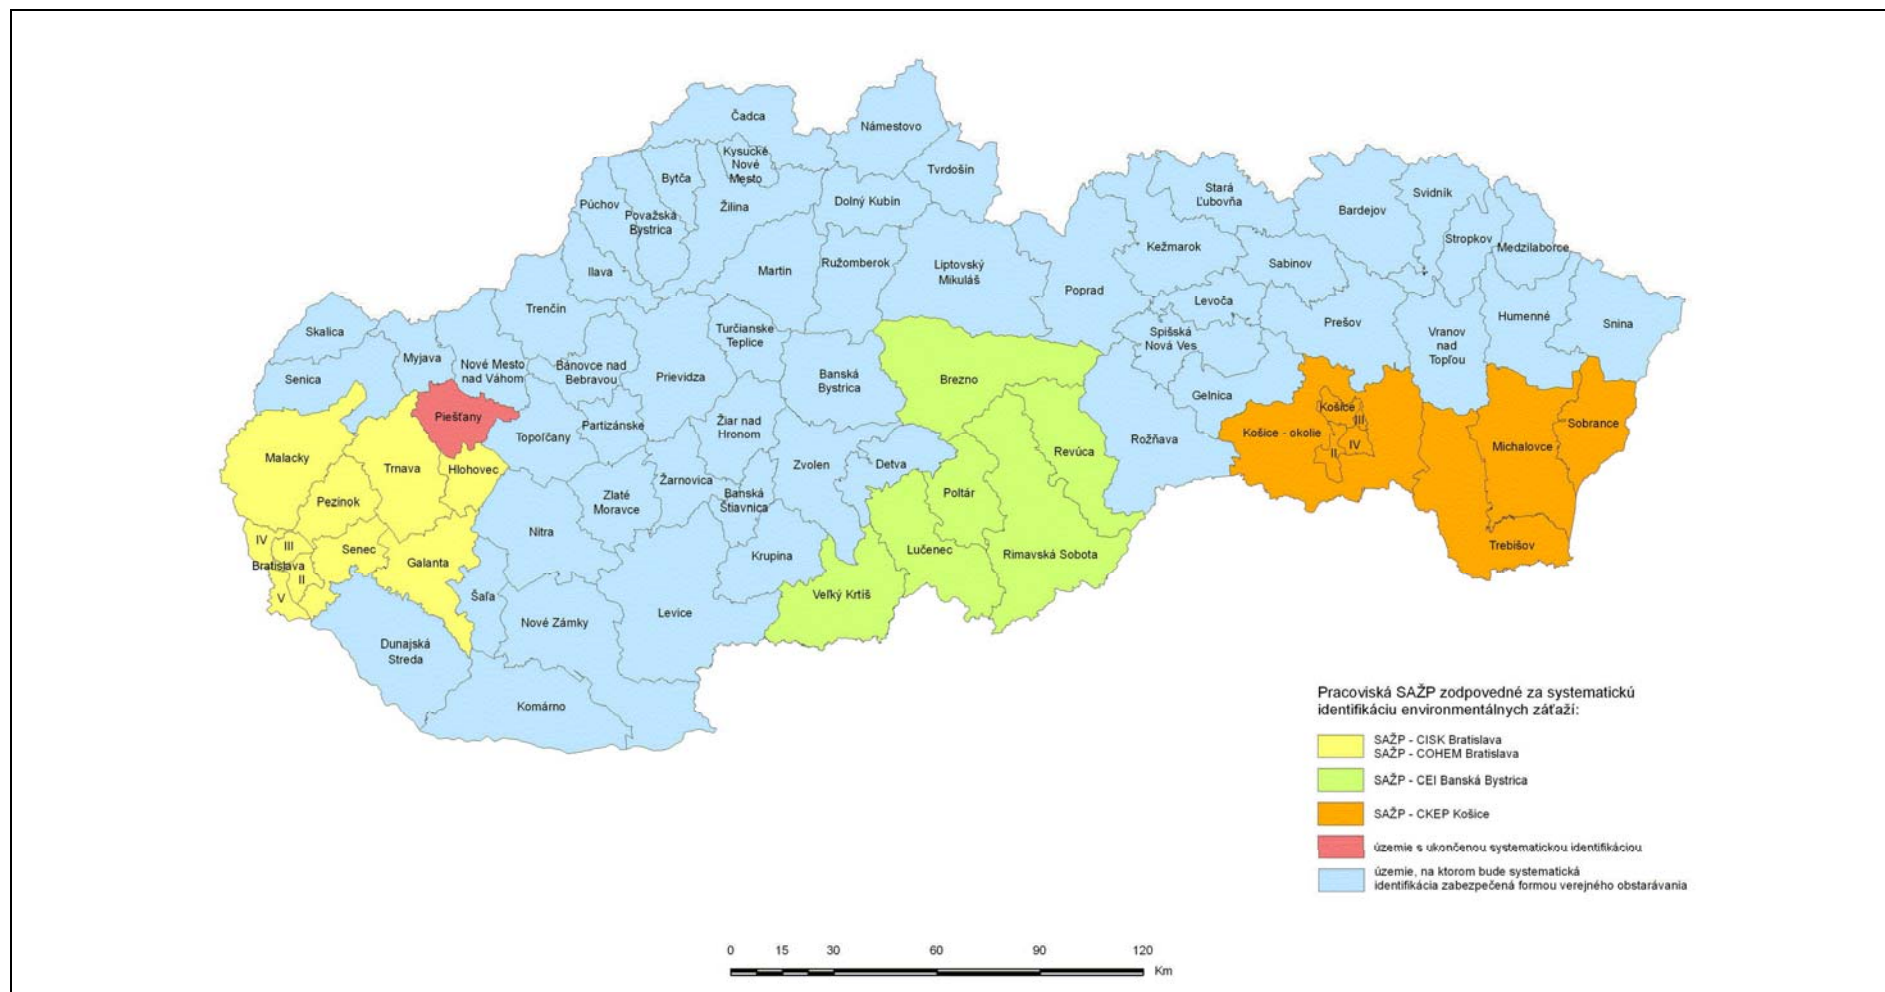 Čadca
Námestovo
Kysucké
Nové
Mesto
Tvrdošín
Bytča
Stará
Ľubovňa
Svidník
Púchov
Považská
Bystrica
Žilina
Dolný Kubín
Bardejov
Stropkov
Medzilaborce
Kežmarok
Ilava
Martin
Ružomberok
Liptovský
Mikuláš
Sabinov
Poprad
Levoča
Trenčín
Skalica
Turčianske
Teplice
Spišská
Nová Ves
Prešov
Vranov
nad
Topľou
Humenné
Snina
Myjava
Nové Mesto
nad Váhom
Bánovce nad
Bebravou
Prievidza
Banská
Bystrica
Brezno
Senica
Gelnica
Piešťany
Topoľčany
Partizánske
Žiar nad
Hronom
Košice
III
Košice - okolie
IV
II
Michalovce
Sobrance
Rožňava
Revúca
Malacky
Trnava
Hlohovec
Zvolen
Detva
Žarnovica
Poltár
Pezinok
Zlaté
Moravce
Banská
Štiavnica
Nitra
IV
III
Senec
Bratislava
II
V
Galanta
Krupina
Lučenec
Rimavská Sobota
Trebišov
Šaľa
Veľký Krtíš
Nové Zámky
Levice
Dunajská
Streda
Komárno
Pracoviská SAŽP zodpovedné za systematickú
identifikáciu environmentálnych záťaží:
SAŽP - CISK Bratislava
SAŽP - COHEM Bratislava
SAŽP - CEI Banská Bystrica
SAŽP - CKEP Košice
územie s ukončenou systematickou identifikáciou
územie, na ktorom bude systematická
identifikácia zabezpečená formou verejného obstarávania
0 15 30 60 90 120
Km